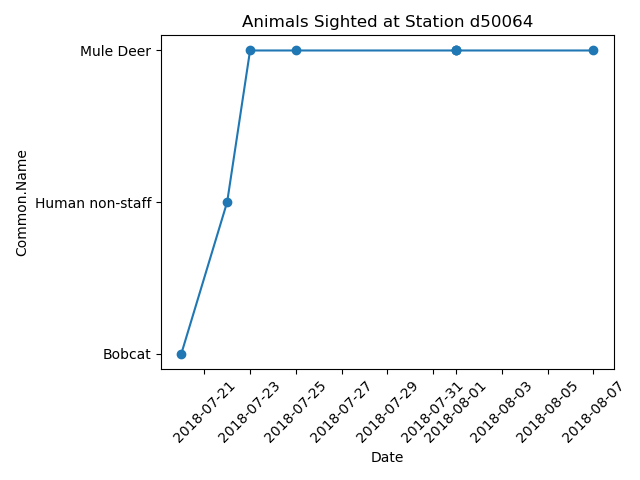 Animals Sighted at Station d50064
Common.Name
Mule Deer
Human non-staff
Bobcat
2018-07-21
2018-07-23
2018-07-25
2018-07-27
2018-07-29
2018-07-31
2018-08-01
2018-08-03
2018-08-05
2018-08-07
Date